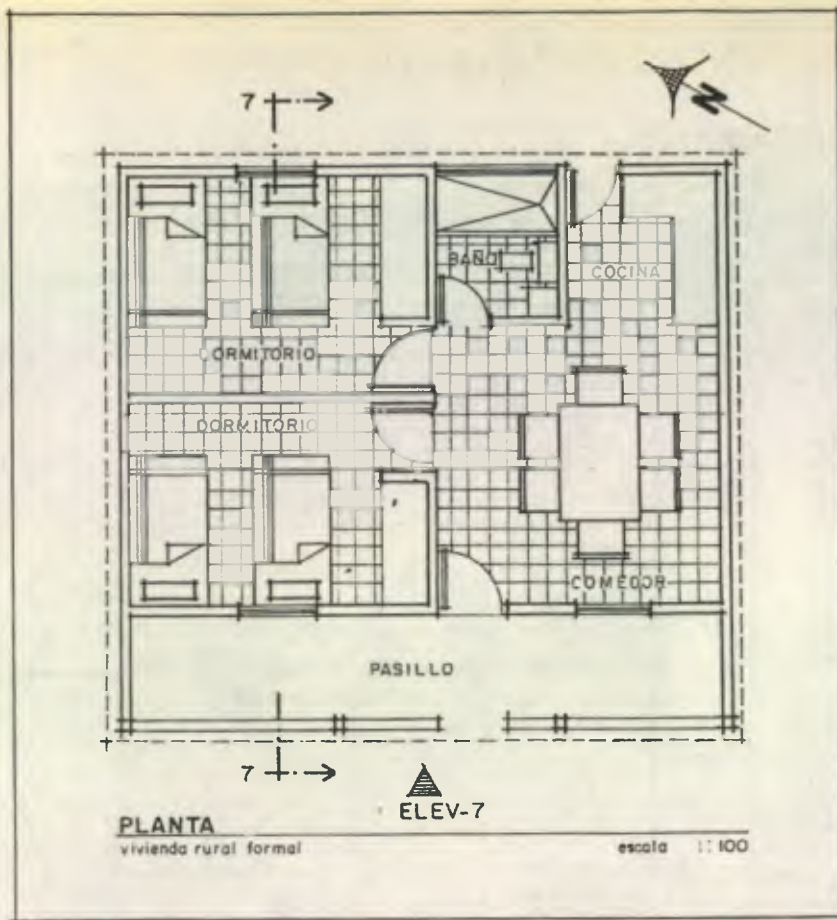 7
N
BAÑO
COCINA
DORMITORIO
DORMITORIO
COMEDOR
PASILLO
7
ELEV-7
PLANTA
vivienda rural formal
escala 1:100